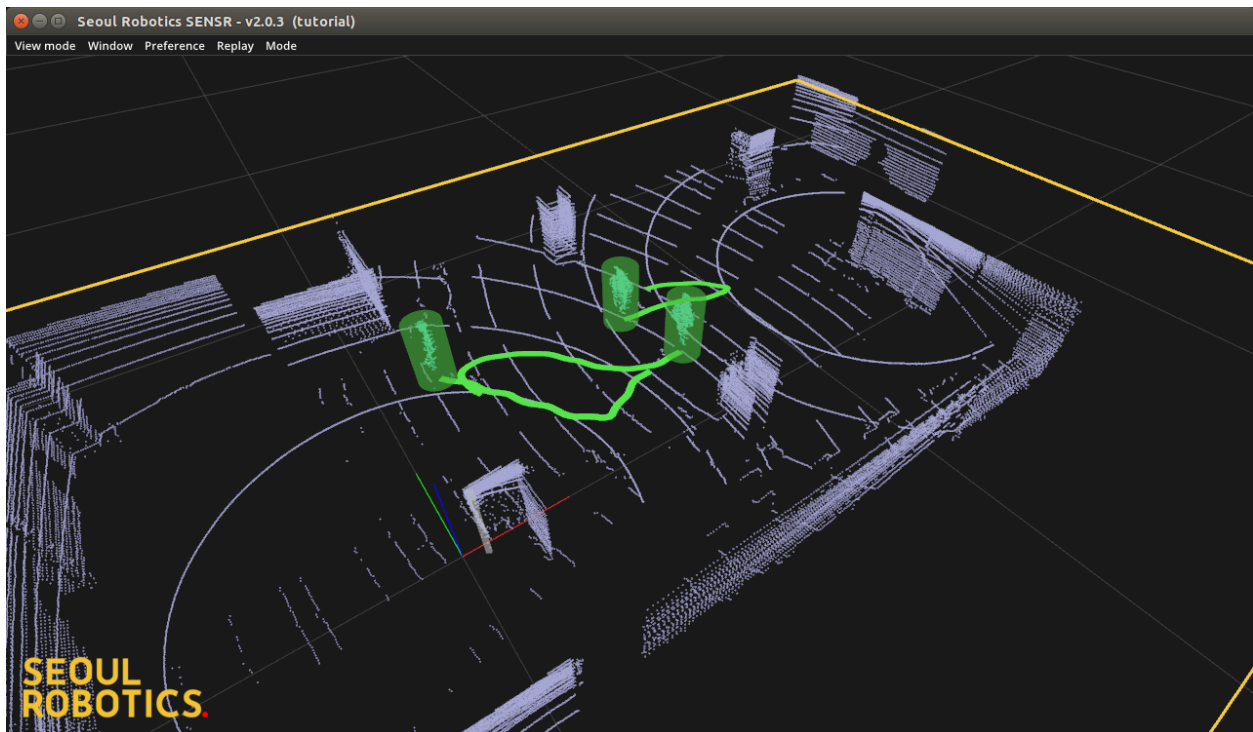 Seoul Robotics SENSR - v2.0.3 (tutorial)
View mode Window Preference Replay Mode
SEOUL
ROBOTICS.